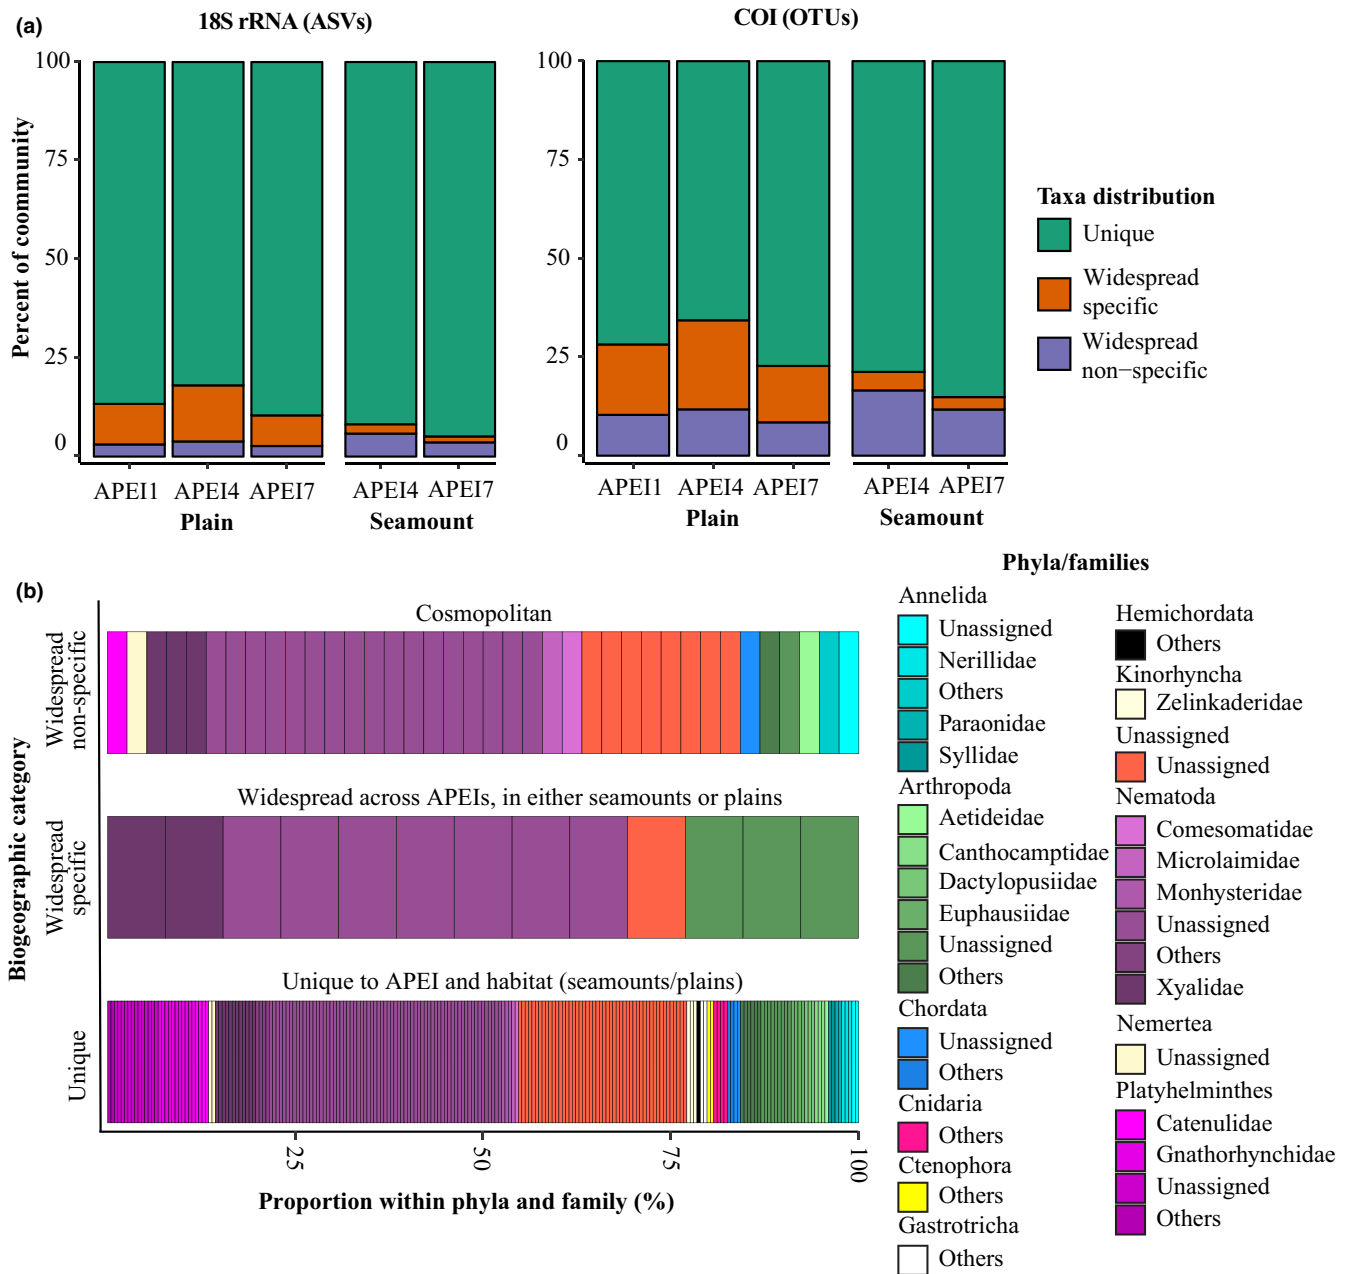 (a)
18S rRNA (ASVs)
COI (OTUs)
Percent of coomunity
100
75
50
25
0
APEI1 APEI4 APEI7
Plain
APEI4 APEI7
Seamount
100
75
50
25
0
APEI1 APEI4 APEI7
Plain
APEI4 APEI7
Seamount
Taxa distribution
Unique
Widespread
specific
Widespread
non−specific
(b)
Biogeographic category
Cosmopolitan
Widespread
non-specific
Widespread across APEIs, in either seamounts or plains
Widespread
specific
Unique to APEI and habitat (seamounts/plains)
Unique
25
50
75
100
Proportion within phyla and family (%)
Phyla/families
Annelida
Unassigned
Nerillidae
Others
Paraonidae
Syllidae
Arthropoda
Aetideidae
Canthocamptidae
Dactylopusiidae
Euphausiidae
Unassigned
Others
Chordata
Unassigned
Others
Cnidaria
Others
Ctenophora
Others
Gastrotricha
Others
Hemichordata
Others
Kinorhyncha
Zelinkaderidae
Unassigned
Unassigned
Nematoda
Comesomatidae
Microlaimidae
Monhysteridae
Unassigned
Others
Xyalidae
Nemertea
Unassigned
Platyhelminthes
Catenulidae
Gnathorhynchidae
Unassigned
Others